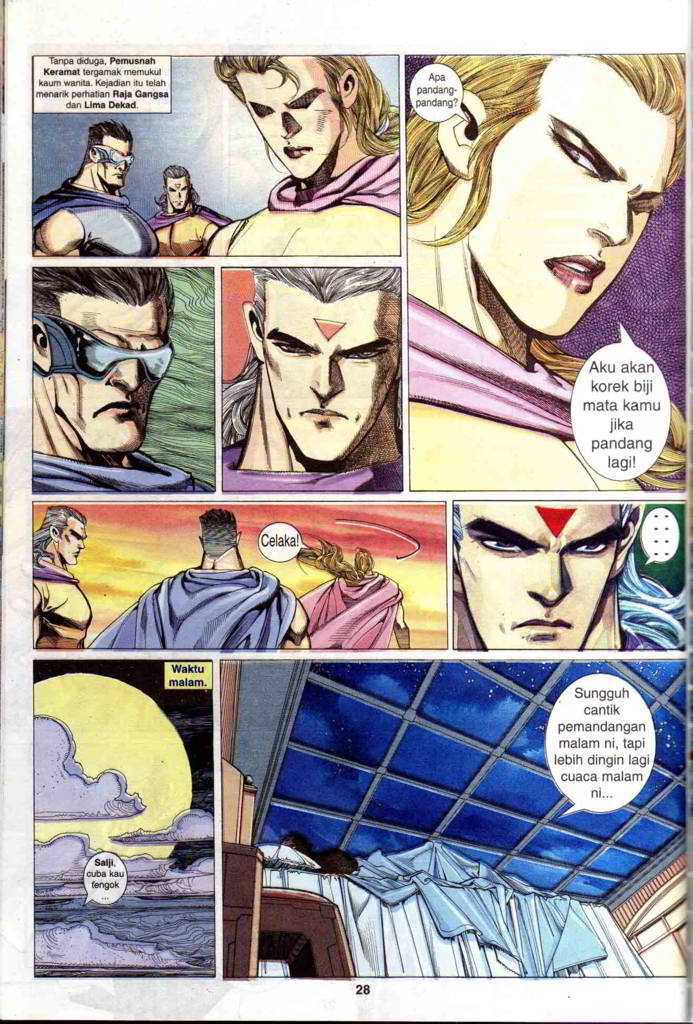 Tanpa diduga, Pemusnah
Keramat tergamak memukul
kaum wanita. Kejadian itu telah
menarik perhatian Raja Gangsa
dan Lima Dekad.
Apa
pandang-
pandang?
Aku akan
korek biji
mata kamu
jika
pandang
lagi!
Celaka!
Waktu
malam.
Salji,
cuba kau
tengok
...
Sungguh
cantik
pemandangan
malam ni, tapi
lebih dingin lagi
cuaca malam
ni...
28